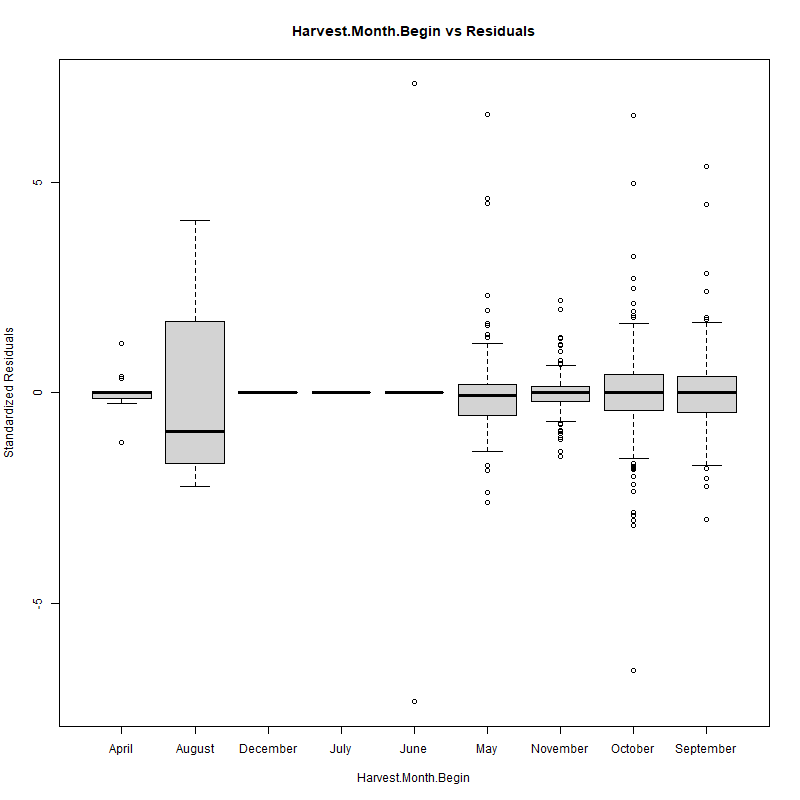 Harvest.Month.Begin vs Residuals
Standardized Residuals
5
0
-5
April August December July June May November October September
Harvest.Month.Begin